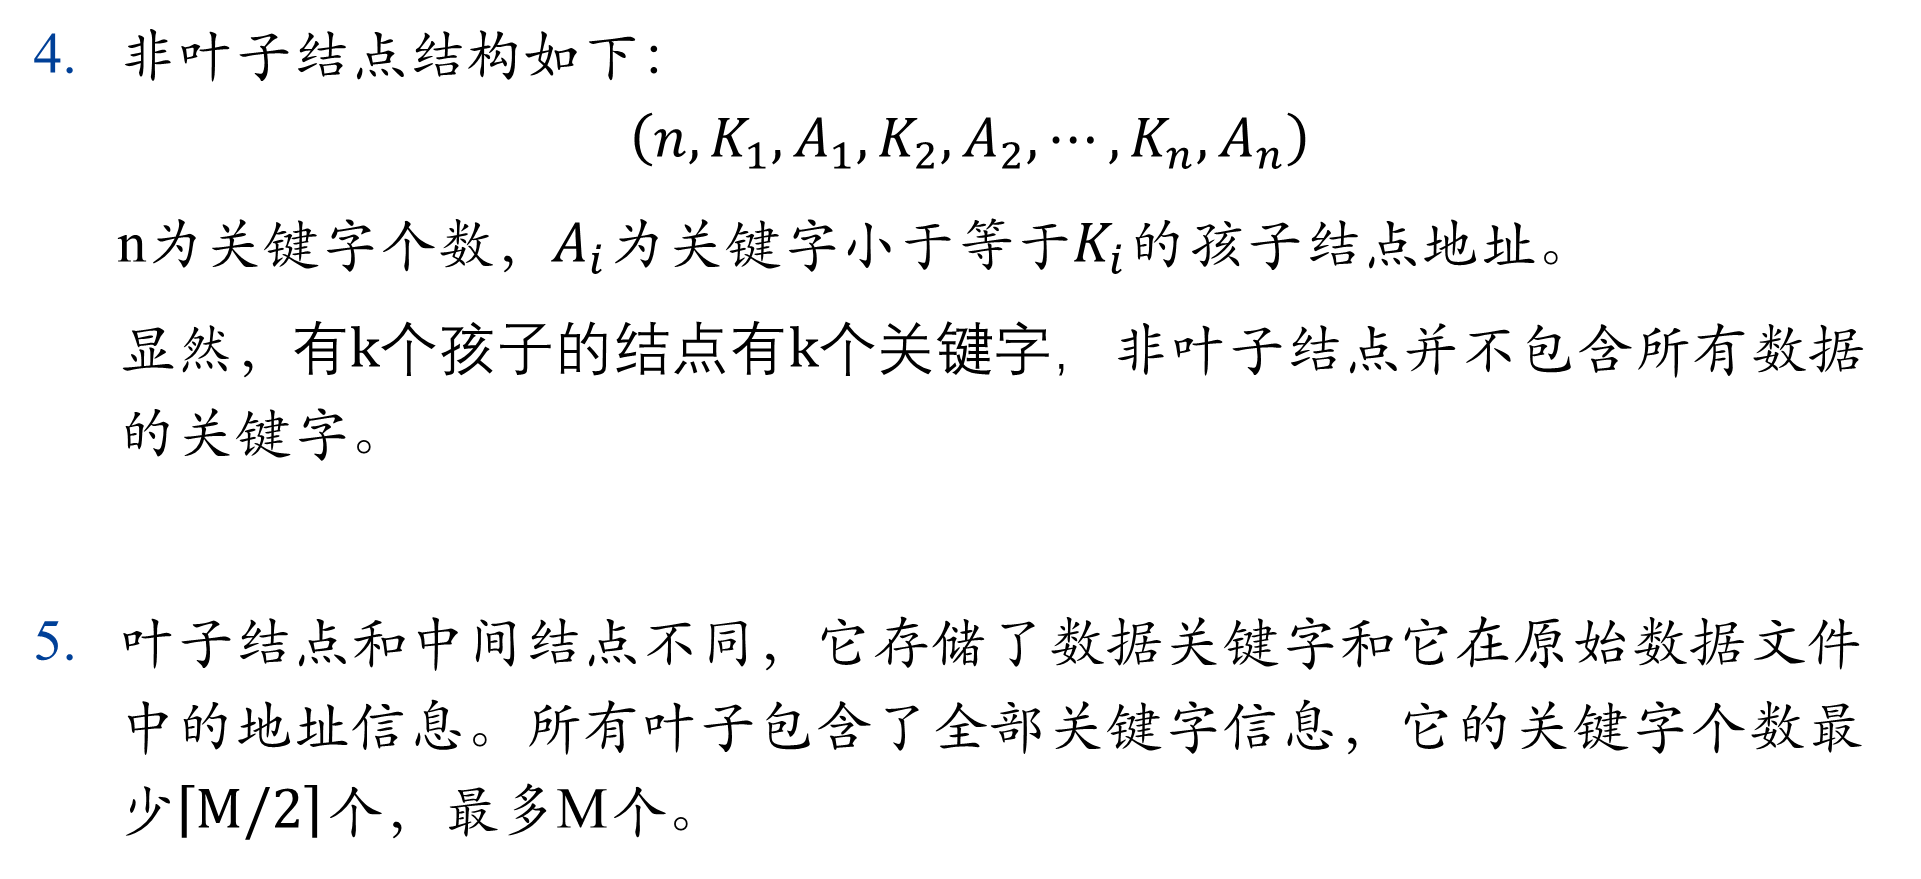 4. 非叶子结点结构如下：
(n, K₁, A₁, K₂, A₂, ⋯ , Kₙ, Aₙ)
n为关键字个数，Aᵢ为关键字小于等于Kᵢ的孩子结点地址。
显然，有k个孩子的结点有k个关键字，非叶子结点并不包含所有数据
的关键字。
5. 叶子结点和中间结点不同，它存储了数据关键字和它在原始数据文件
中的地址信息。所有叶子包含了全部关键字信息，它的关键字个数最
少⌈M/2⌉个，最多M个。